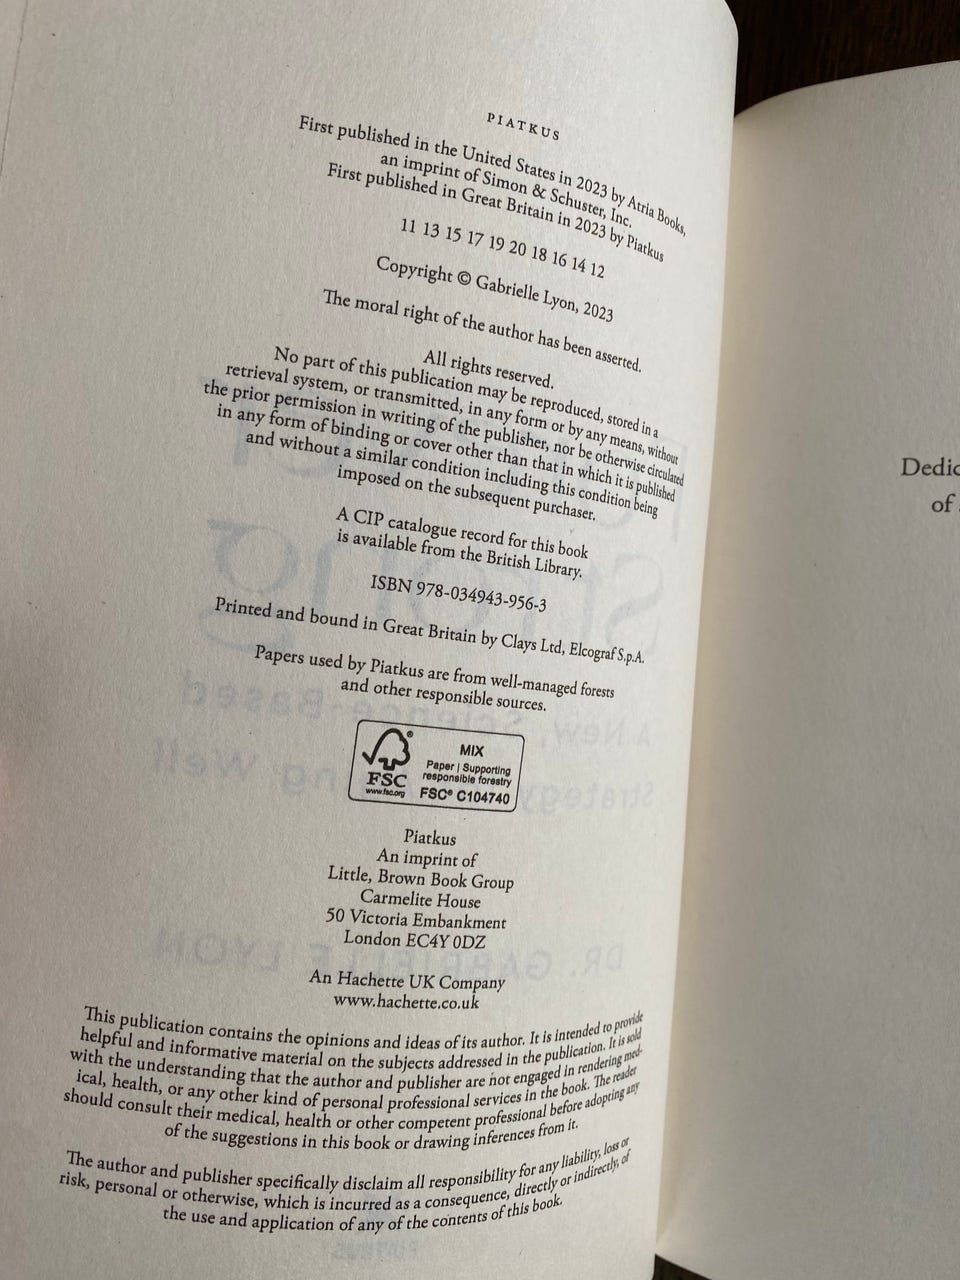 PIATKUS
First published in the United States in 2023 by Atria Books,
an imprint of Simon & Schuster, Inc.
First published in Great Britain in 2023 by Piatkus
11 13 15 17 19 20 18 16 14 12
Copyright © Gabrielle Lyon, 2023
The moral right of the author has been asserted.
All rights reserved.
No part of this publication may be reproduced, stored in a
retrieval system, or transmitted, in any form or by any means, without
the prior permission in writing of the publisher, nor be otherwise circulated
in any form of binding or cover other than that in which it is published
and without a similar condition including this condition being
imposed on the subsequent purchaser.
A CIP catalogue record for this book
is available from the British Library.
ISBN 978-034943-956-3
Printed and bound in Great Britain by Clays Ltd, Elcograf S.p.A.
Papers used by Piatkus are from well-managed forests
and other responsible sources.
FSC
www.fsc.org
MIX
Paper | Supporting
responsible forestry
FSC® C104740
Piatkus
An imprint of
Little, Brown Book Group
Carmelite House
50 Victoria Embankment
London EC4Y 0DZ
An Hachette UK Company
www.hachette.co.uk
This publication contains the opinions and ideas of its author. It is intended to provide
helpful and informative material on the subjects addressed in the publication. It is sold
with the understanding that the author and publisher are not engaged in rendering med-
ical, health, or any other kind of personal professional services in the book. The reader
should consult their medical, health or other competent professional before adopting any
of the suggestions in this book or drawing inferences from it.
The author and publisher specifically disclaim all responsibility for any liability, loss or
risk, personal or otherwise, which is incurred as a consequence, directly or indirectly, of
the use and application of any of the contents of this book.
Dedic
of